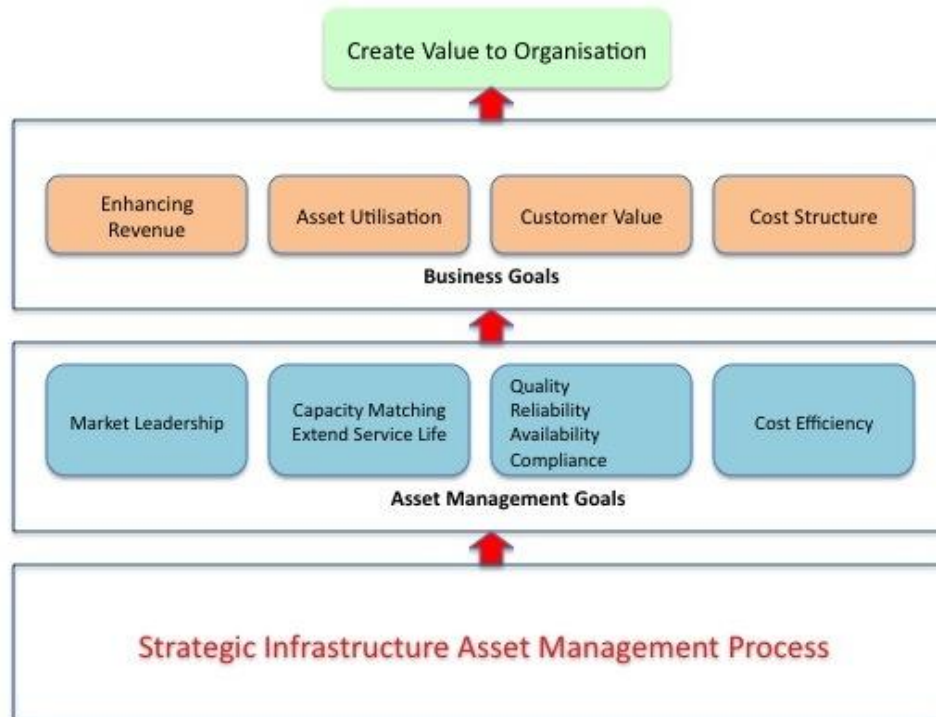 Create Value to Organisation
Enhancing
Revenue
Asset Utilisation
Customer Value
Cost Structure
Business Goals
Market Leadership
Capacity Matching
Extend Service Life
Quality
Reliability
Availability
Compliance
Cost Efficiency
Asset Management Goals
Strategic Infrastructure Asset Management Process